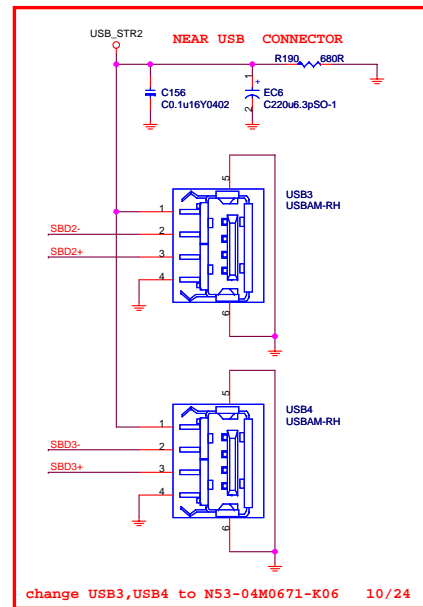 USB_STR2
NEAR USB CONNECTOR
R190 680R
C156
C0.1u16Y0402
1
+
EC6
C220u6.3pSO-1
2
5
USB3
USBAM-RH
1
SBD2- 2
SBD2+ 3
4
6
5
USB4
USBAM-RH
1
SBD3- 2
SBD3+ 3
4
6
change USB3,USB4 to N53-04M0671-K06 10/24